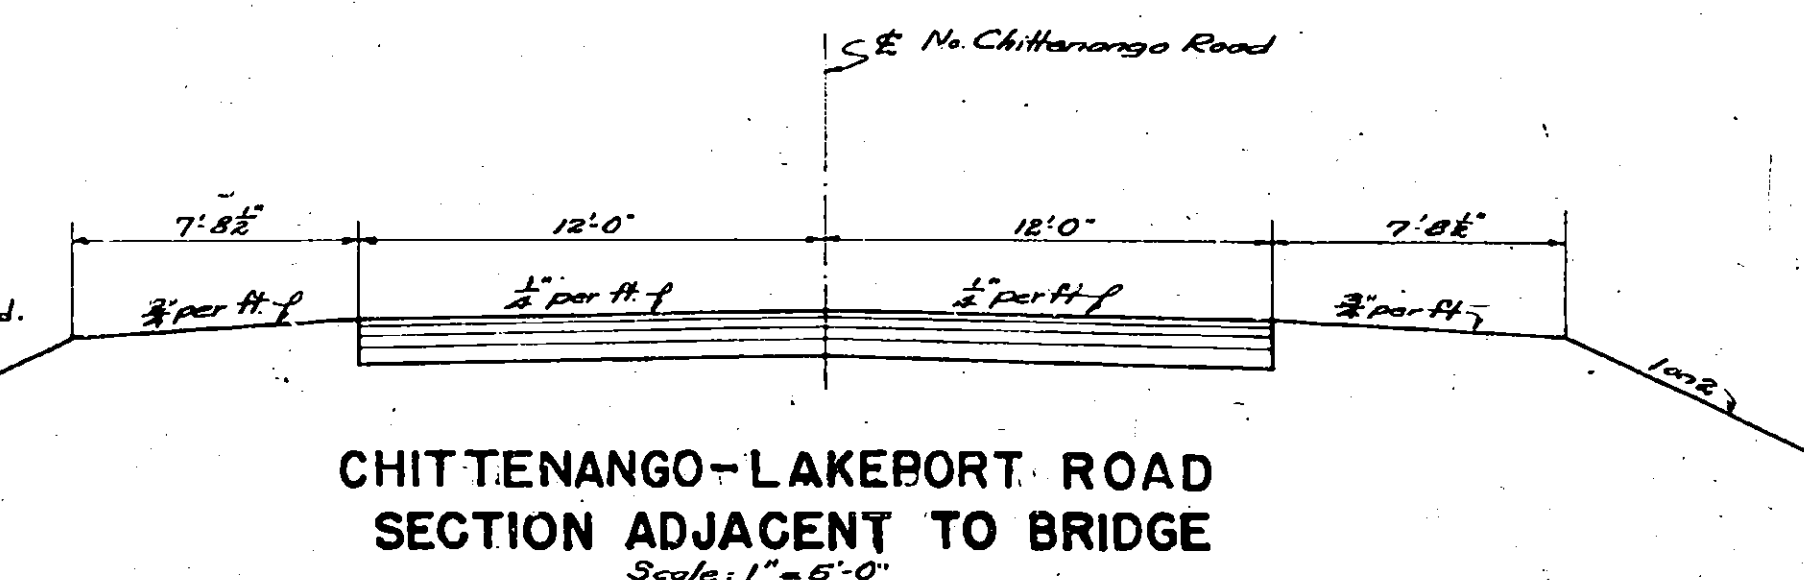 ℄ No. Chittenango Road
7'-8½" 12'-0" 12'-0" 7'-8½"
d. ¾" per ft. ¼" per ft. ¼" per ft. ¾" per ft.
1 on 2
CHITTENANGO-LAKEPORT ROAD
SECTION ADJACENT TO BRIDGE
Scale: 1" = 5'-0"